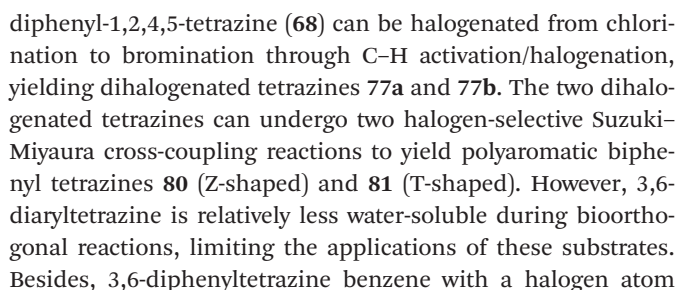 diphenyl-1,2,4,5-tetrazine (68) can be halogenated from chlori-
nation to bromination through C–H activation/halogenation,
yielding dihalogenated tetrazines 77a and 77b. The two dihalo-
genated tetrazines can undergo two halogen-selective Suzuki–
Miyaura cross-coupling reactions to yield polyaromatic biphe-
nyl tetrazines 80 (Z-shaped) and 81 (T-shaped). However, 3,6-
diaryltetrazine is relatively less water-soluble during bioortho-
gonal reactions, limiting the applications of these substrates.
Besides, 3,6-diphenyltetrazine benzene with a halogen atom